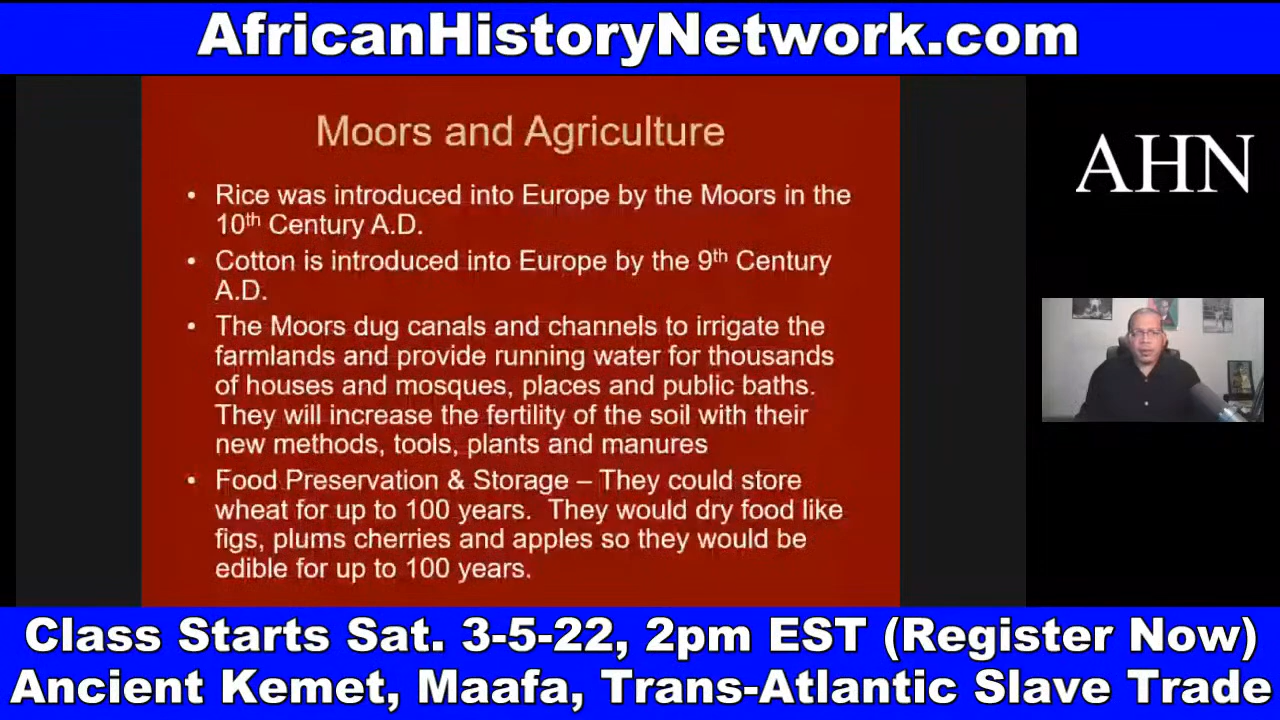 AfricanHistoryNetwork.com
AHN
Moors and Agriculture
• Rice was introduced into Europe by the Moors in the
10th Century A.D.
• Cotton is introduced into Europe by the 9th Century
A.D.
• The Moors dug canals and channels to irrigate the
farmlands and provide running water for thousands
of houses and mosques, places and public baths.
They will increase the fertility of the soil with their
new methods, tools, plants and manures
• Food Preservation & Storage – They could store
wheat for up to 100 years.  They would dry food like
figs, plums cherries and apples so they would be
edible for up to 100 years.
Class Starts Sat. 3-5-22, 2pm EST (Register Now)
Ancient Kemet, Maafa, Trans-Atlantic Slave Trade